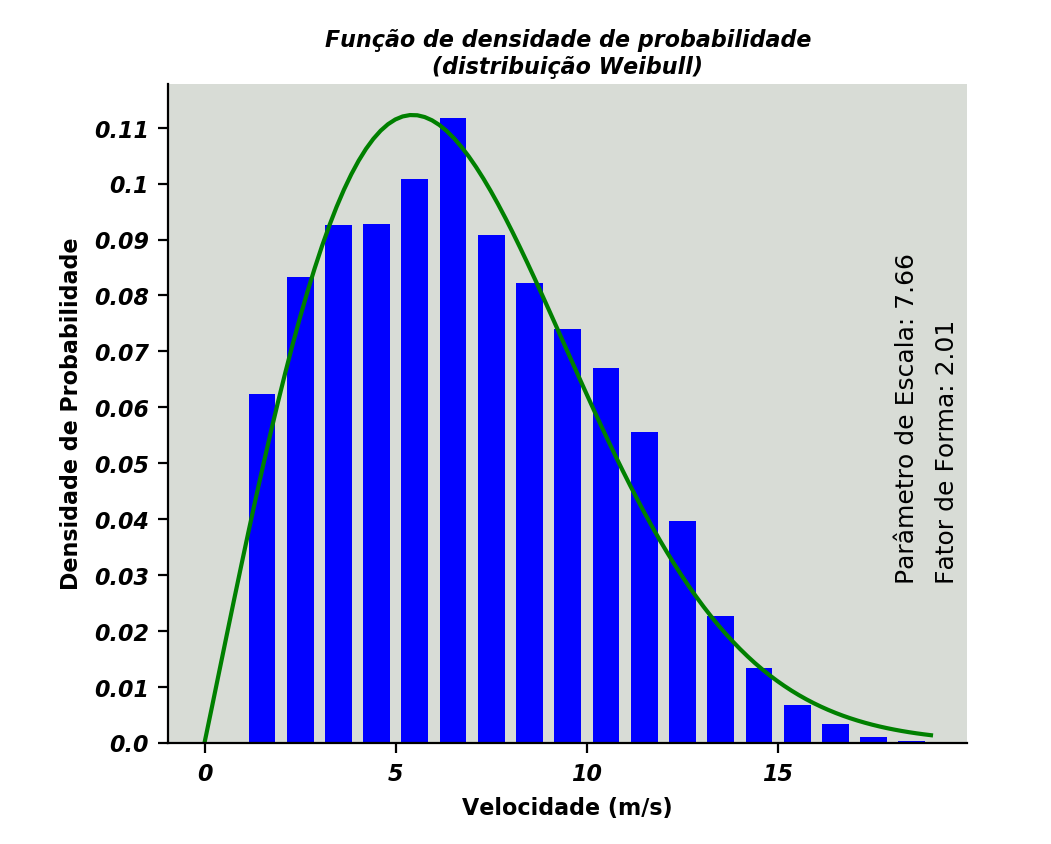 Função de densidade de probabilidade
(distribuição Weibull)
Densidade de Probabilidade
0.11
0.1
0.09
0.08
0.07
0.06
0.05
0.04
0.03
0.02
0.01
0.0
Parâmetro de Escala: 7.66
Fator de Forma: 2.01
0 5 10 15
Velocidade (m/s)